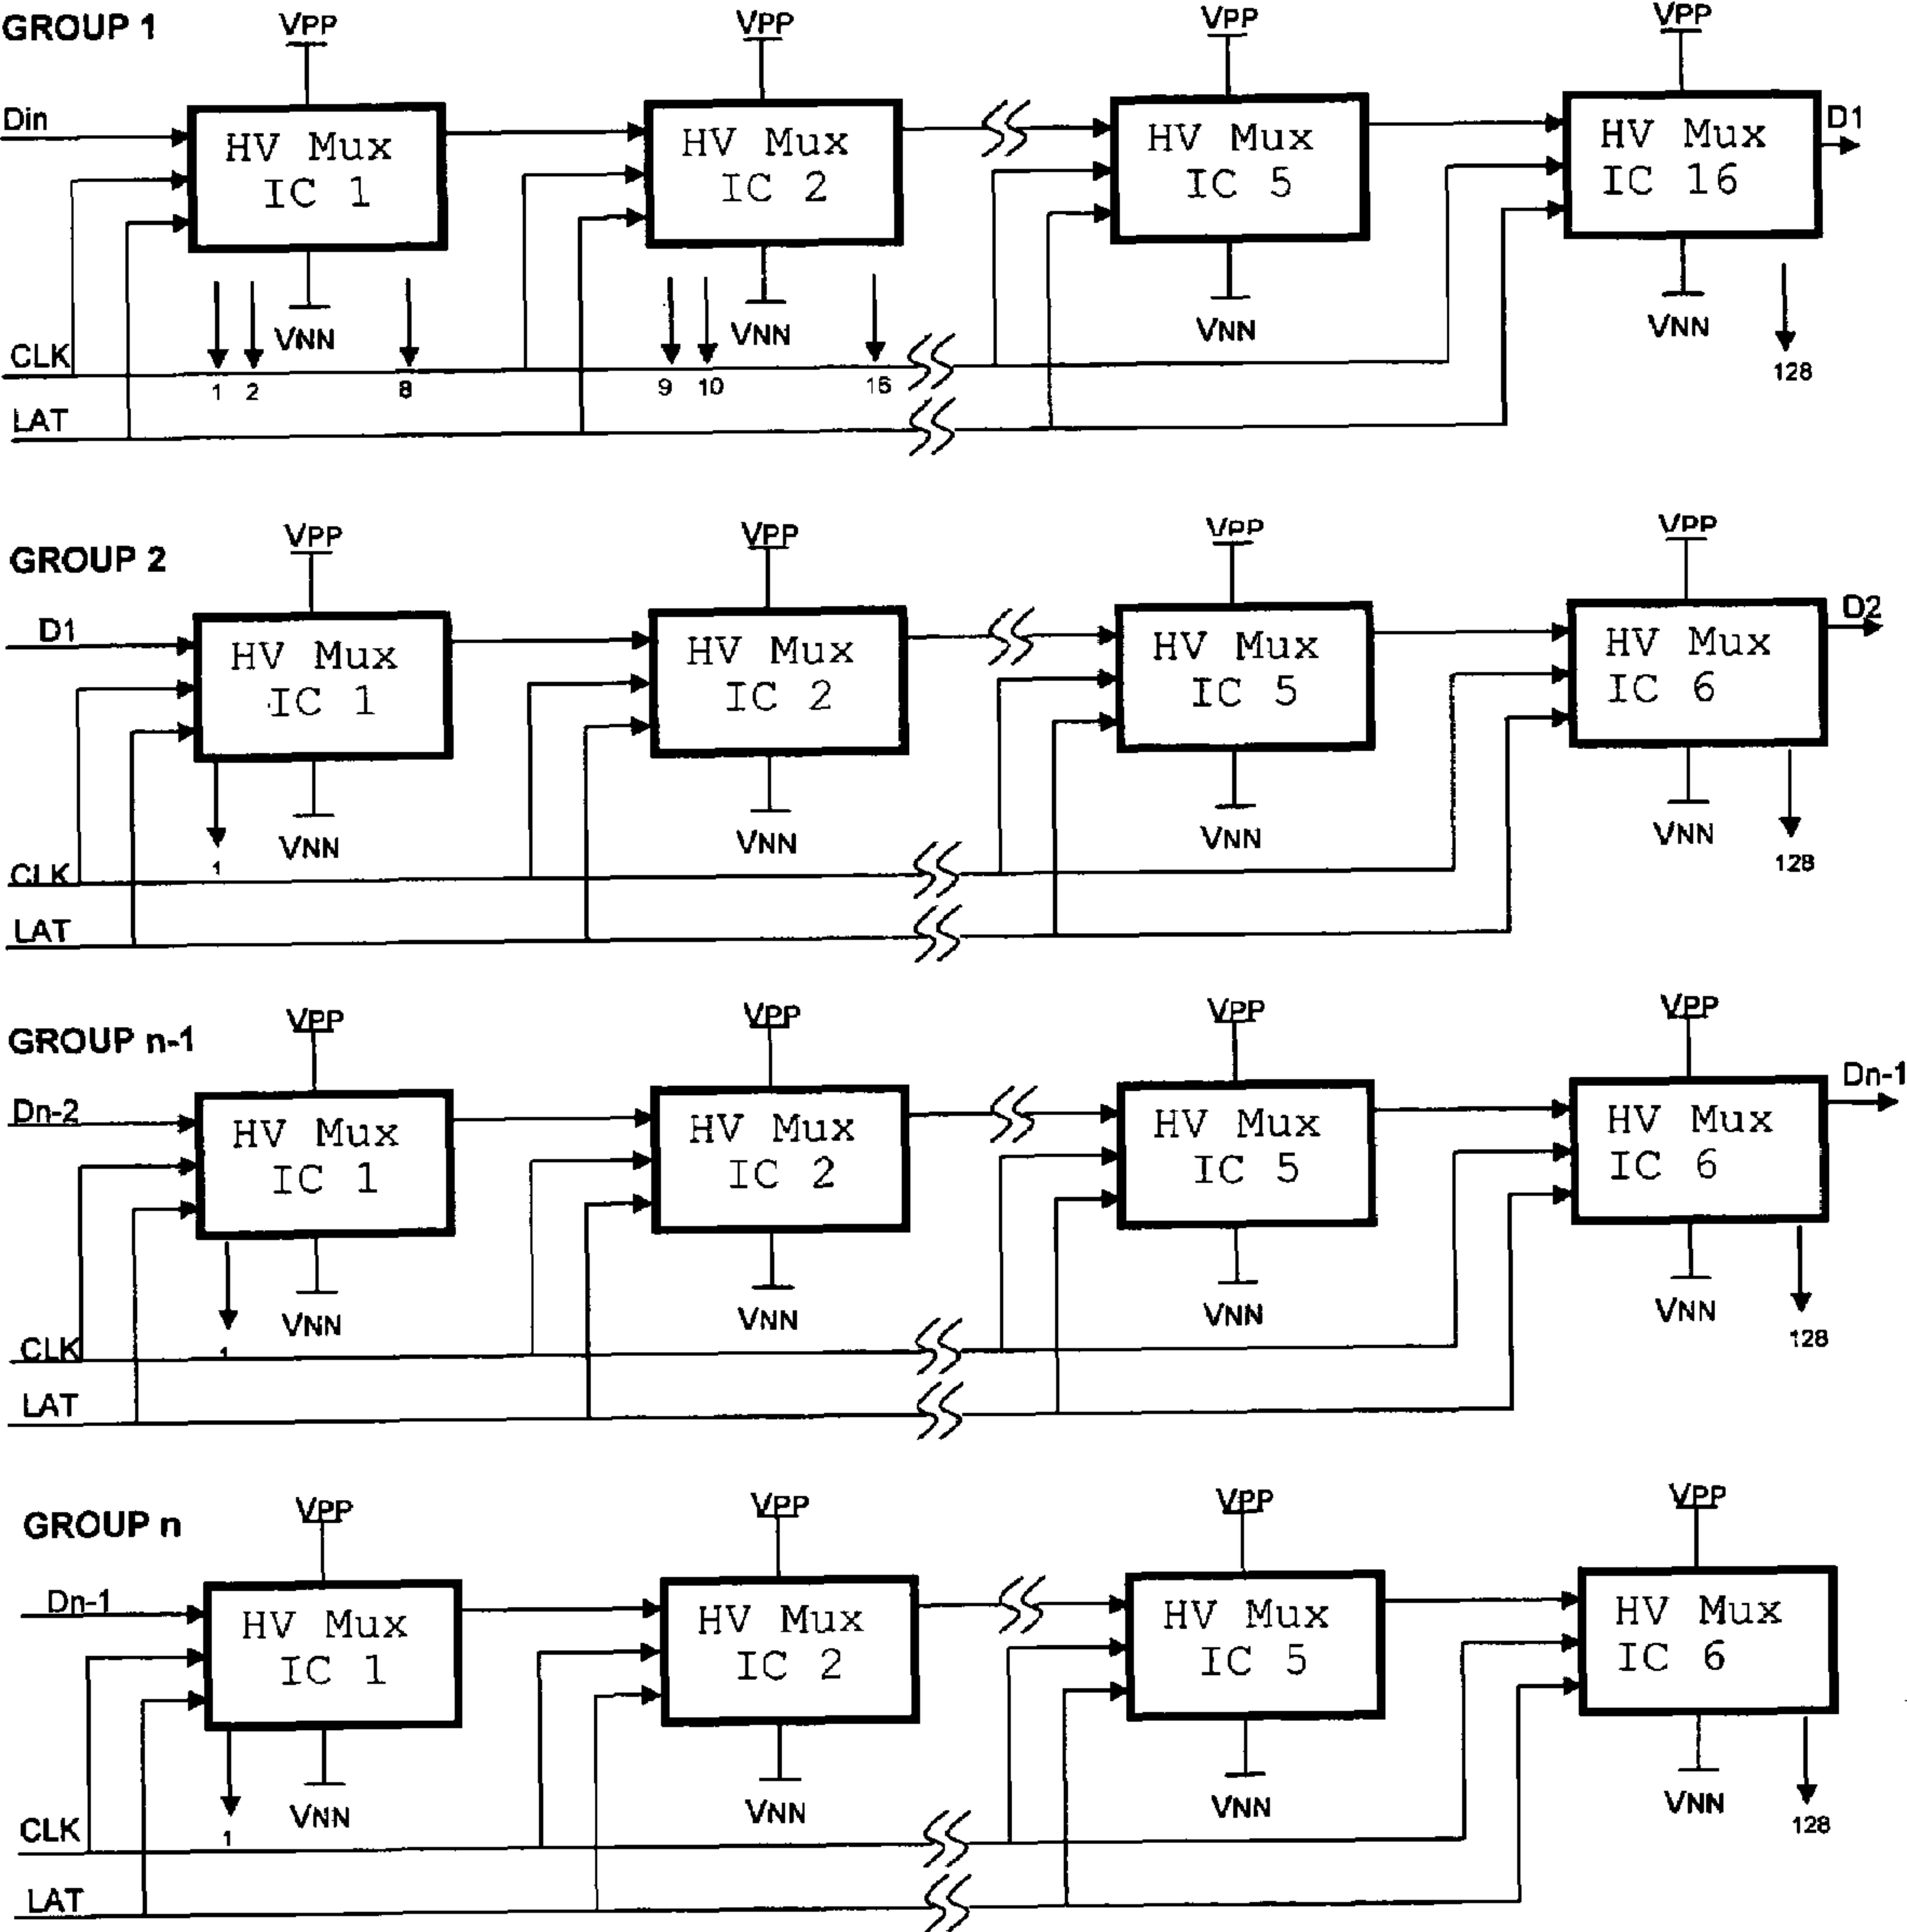 GROUP 1
VPP
VPP
VPP
VPP
Din
HV Mux
IC 1
HV Mux
IC 2
HV Mux
IC 5
HV Mux
IC 16
D1
VNN
VNN
VNN
VNN
CLK
1
2
8
9
10
16
128
LAT
GROUP 2
VPP
VPP
VPP
VPP
D1
HV Mux
IC 1
HV Mux
IC 2
HV Mux
IC 5
HV Mux
IC 6
D2
VNN
VNN
VNN
VNN
CLK
1
128
LAT
GROUP n-1
VPP
VPP
VPP
VPP
Dn-2
HV Mux
IC 1
HV Mux
IC 2
HV Mux
IC 5
HV Mux
IC 6
Dn-1
VNN
VNN
VNN
VNN
CLK
1
128
LAT
GROUP n
VPP
VPP
VPP
VPP
Dn-1
HV Mux
IC 1
HV Mux
IC 2
HV Mux
IC 5
HV Mux
IC 6
VNN
VNN
VNN
VNN
CLK
1
128
LAT